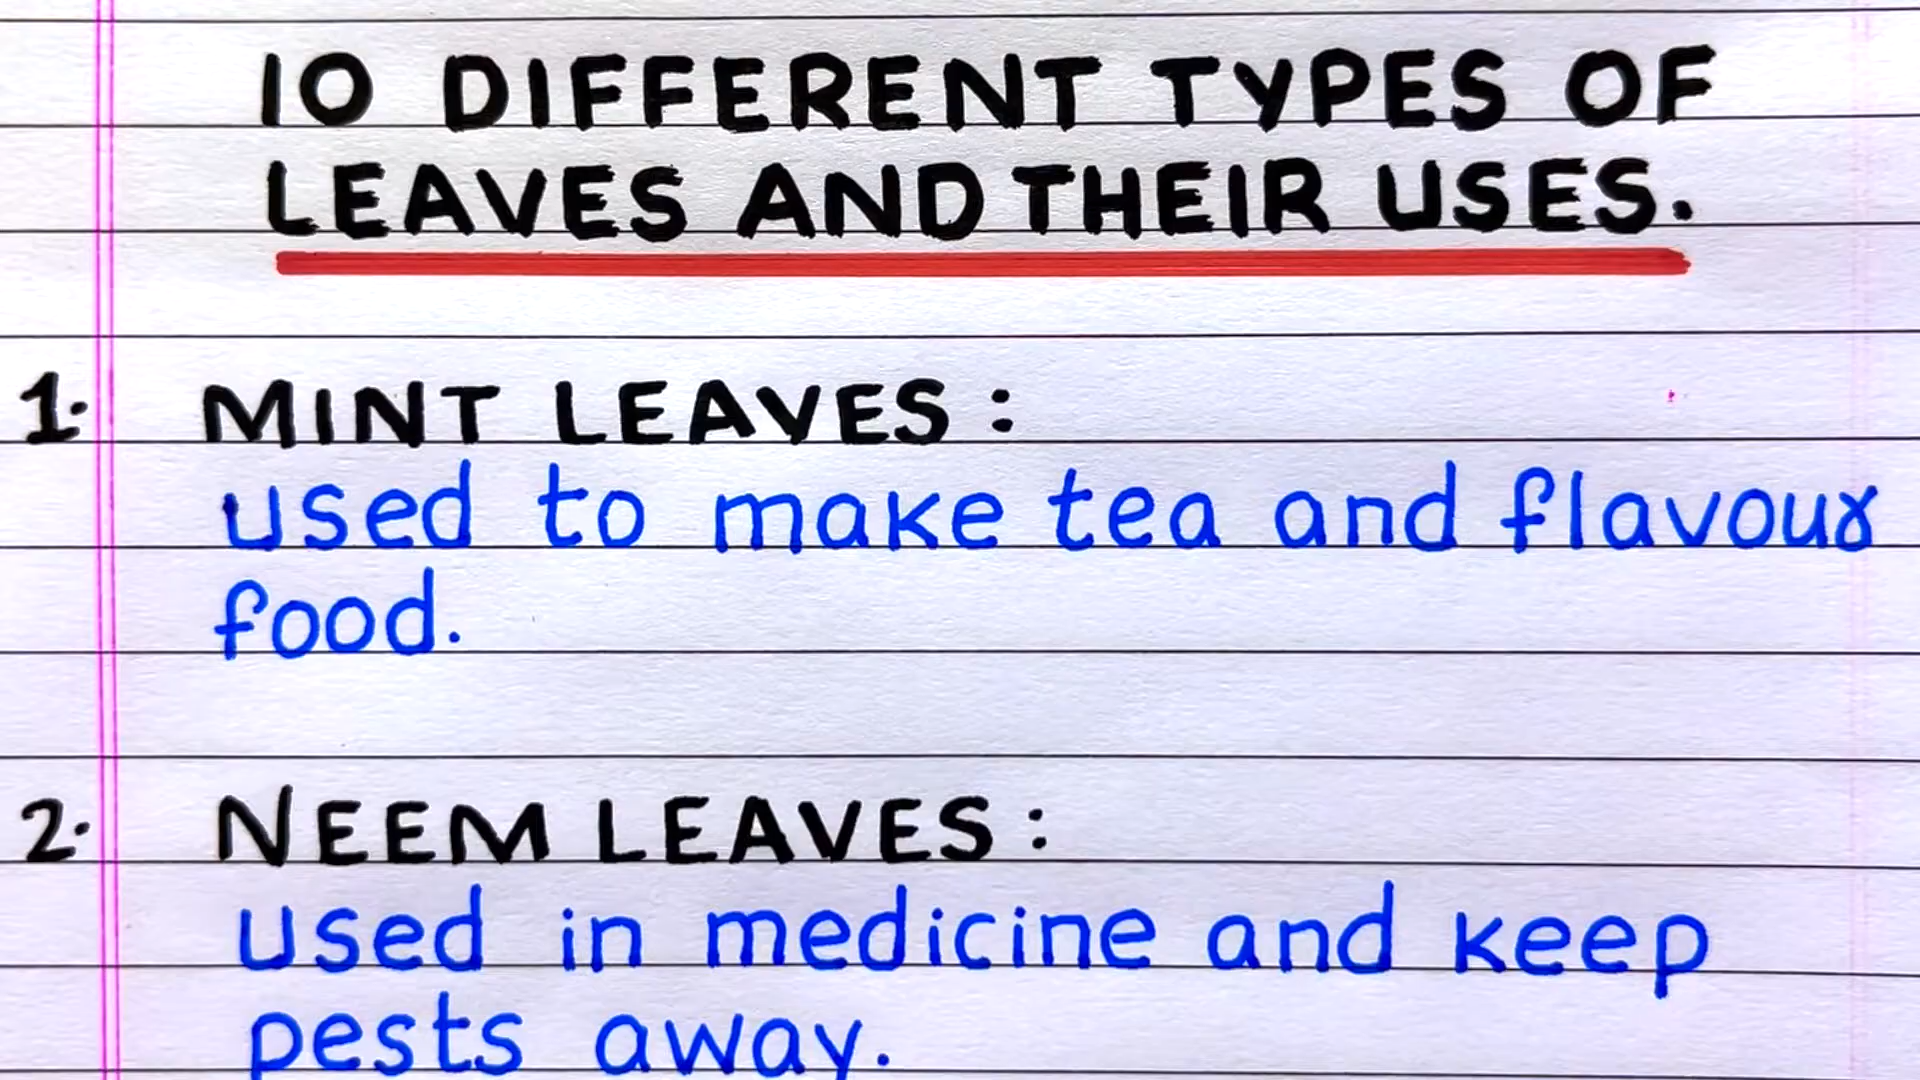 10 DIFFERENT TYPES OF
LEAVES AND THEIR USES.
1. MINT LEAVES :
used to make tea and flavour
food.
2. NEEM LEAVES :
used in medicine and keep
pests away.